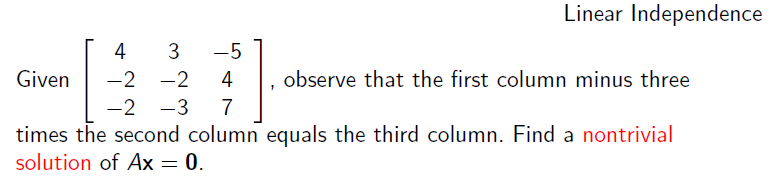 Linear Independence
4 3 −5
Given −2 −2 4 , observe that the first column minus three
−2 −3 7
times the second column equals the third column. Find a nontrivial
solution of Ax = 0.